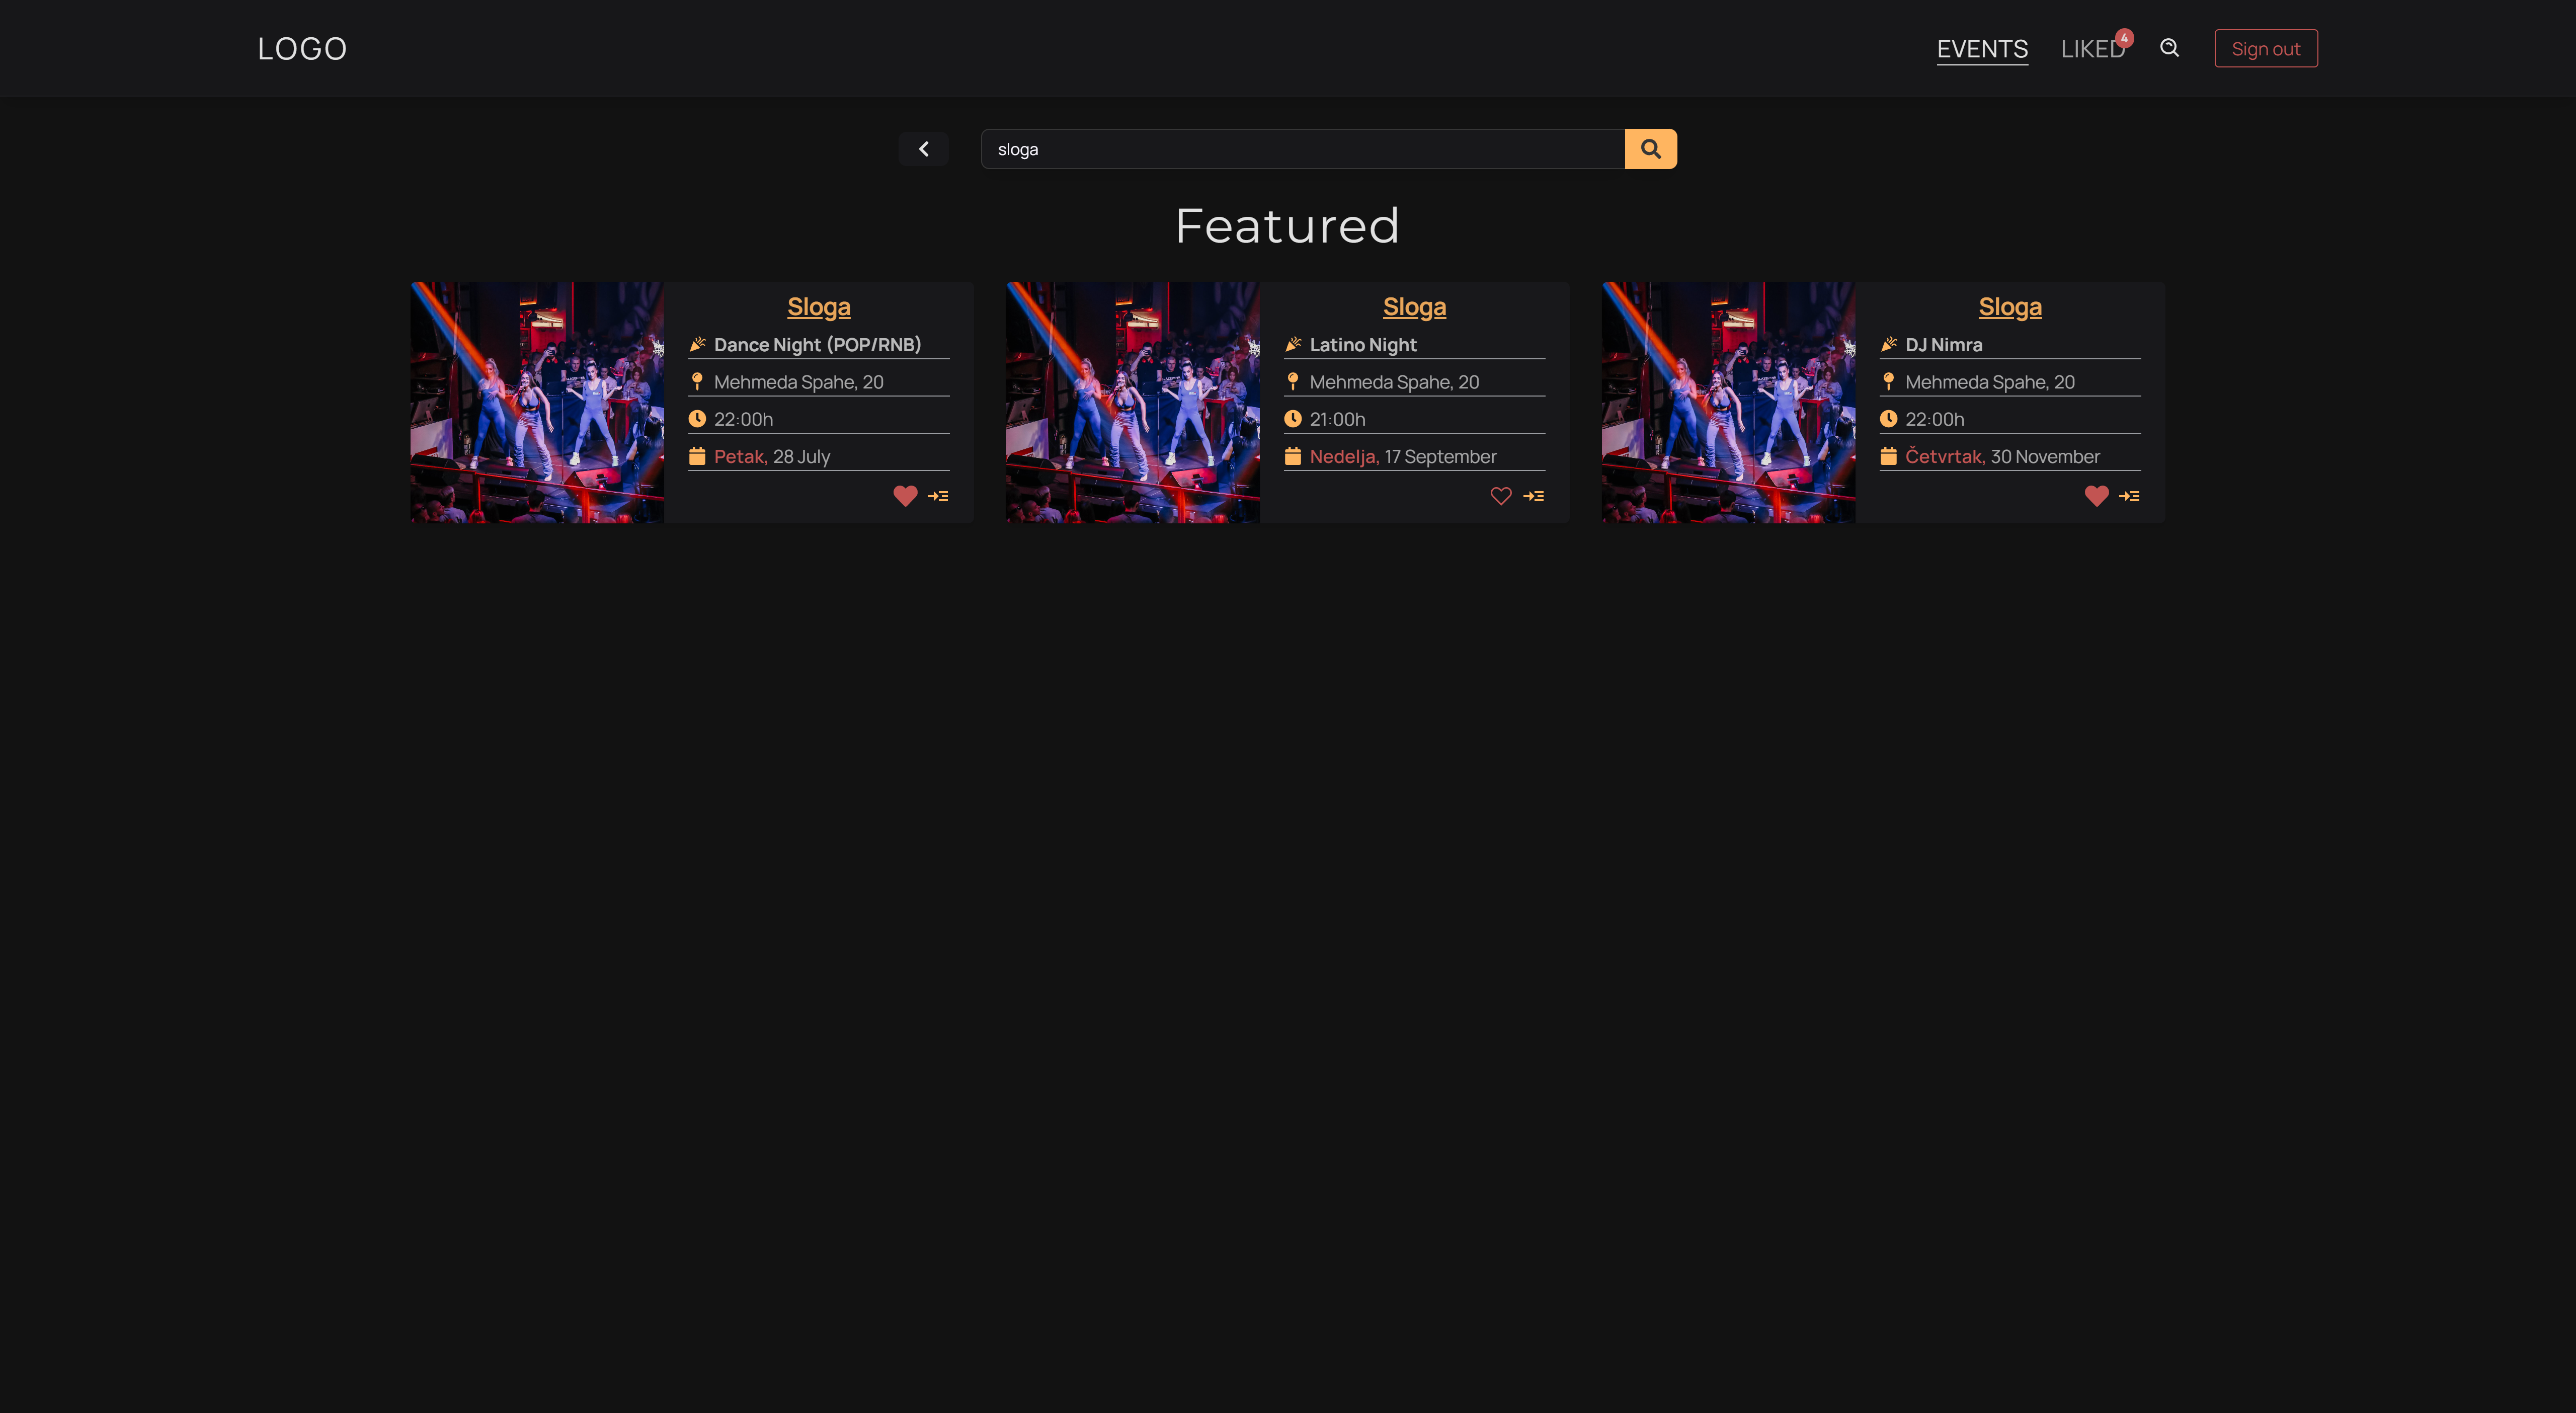 LOGO
EVENTS
LIKED
4
Sign out
sloga
Featured
Sloga
Dance Night (POP/RNB)
Mehmeda Spahe, 20
22:00h
Petak, 28 July
Sloga
Latino Night
Mehmeda Spahe, 20
21:00h
Nedelja, 17 September
Sloga
DJ Nimra
Mehmeda Spahe, 20
22:00h
Četvrtak, 30 November